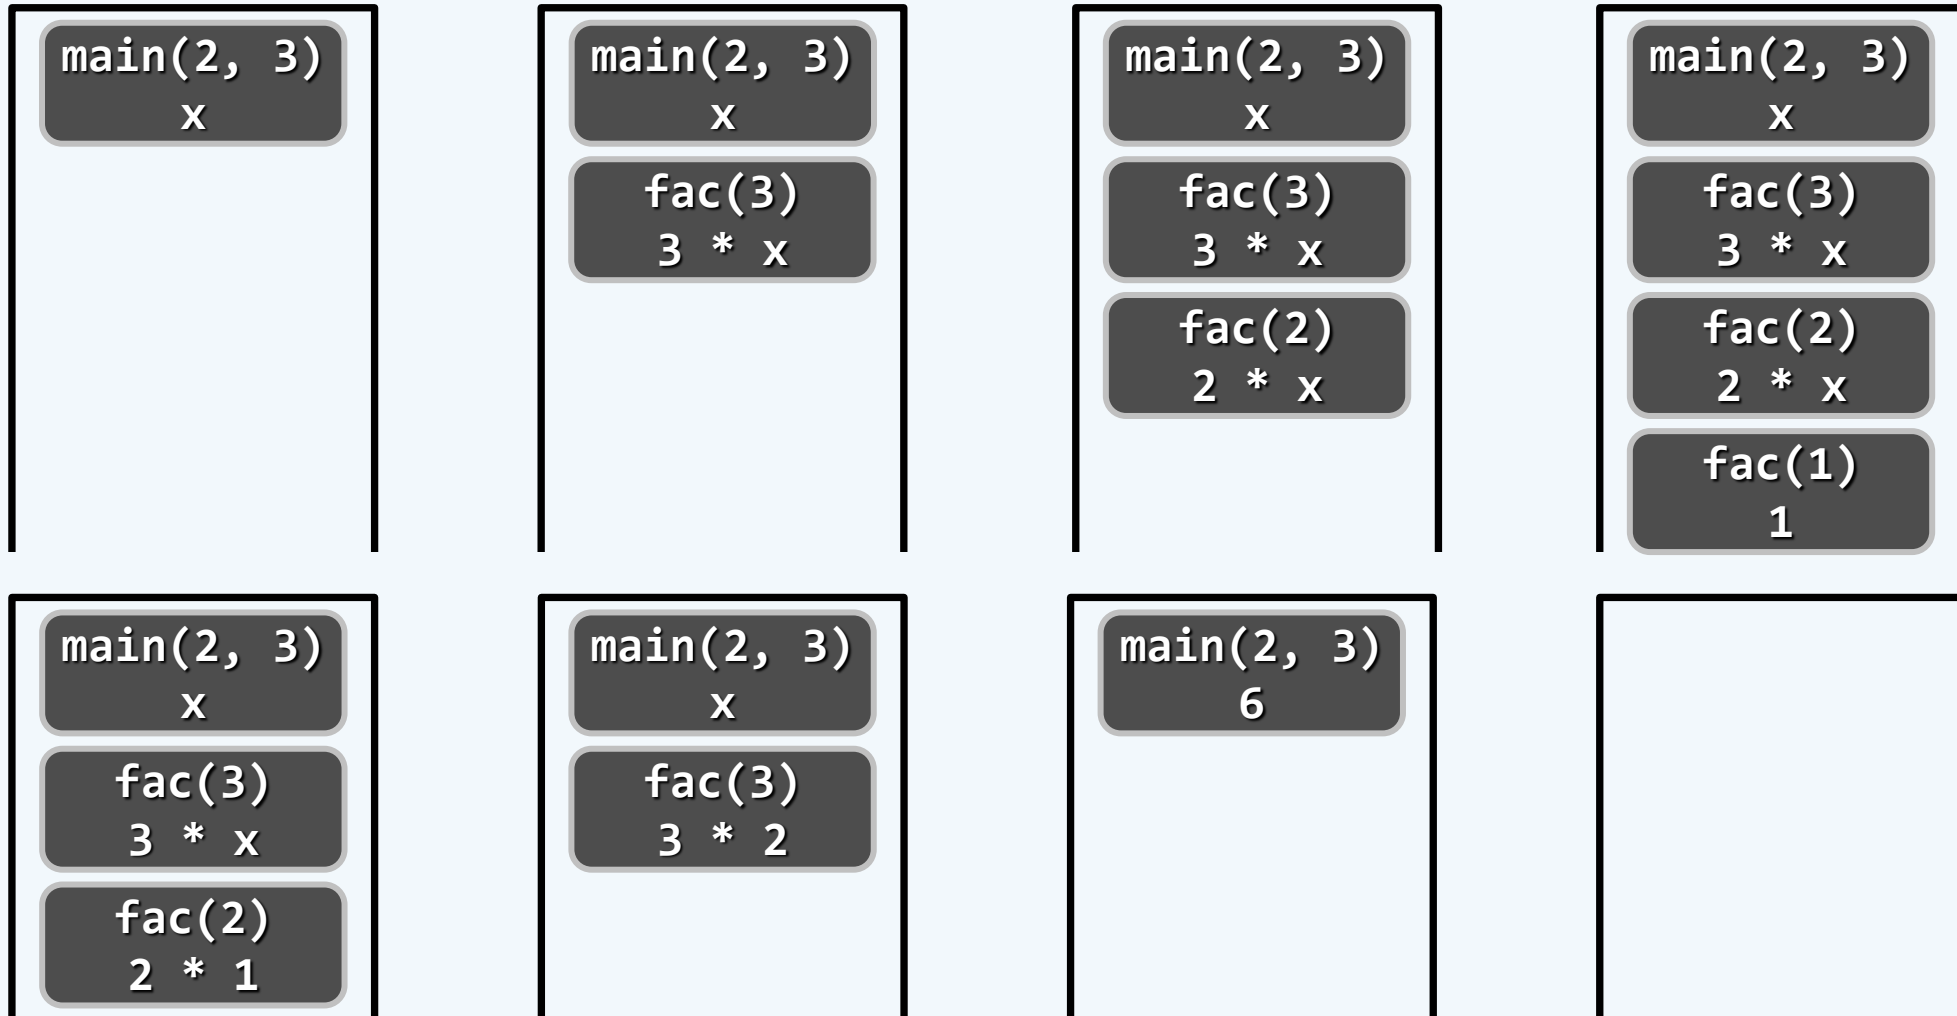 main(2, 3)
x
main(2, 3)
x
fac(3)
3 * x
main(2, 3)
x
fac(3)
3 * x
fac(2)
2 * x
main(2, 3)
x
fac(3)
3 * x
fac(2)
2 * x
fac(1)
1
main(2, 3)
x
fac(3)
3 * x
fac(2)
2 * 1
main(2, 3)
x
fac(3)
3 * 2
main(2, 3)
6